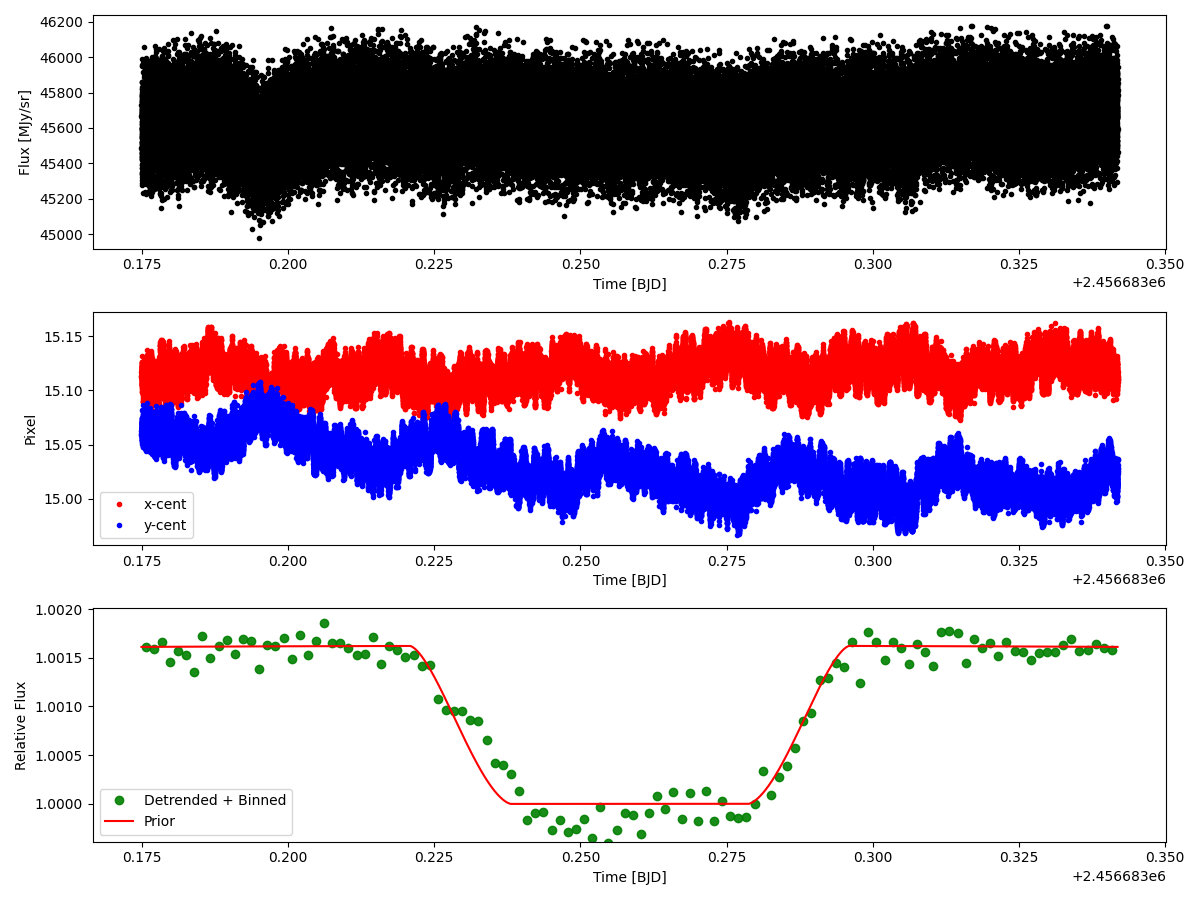 46200
46000
45800
45600
45400
45200
45000
Flux [MJy/sr]
0.175 0.200 0.225 0.250 0.275 0.300 0.325 0.350
Time [BJD]
+2.456683e6
15.15
15.10
15.05
15.00
Pixel
x-cent
y-cent
0.175 0.200 0.225 0.250 0.275 0.300 0.325 0.350
Time [BJD]
+2.456683e6
1.0020
1.0015
1.0010
1.0005
1.0000
Relative Flux
Detrended + Binned
Prior
0.175 0.200 0.225 0.250 0.275 0.300 0.325 0.350
Time [BJD]
+2.456683e6